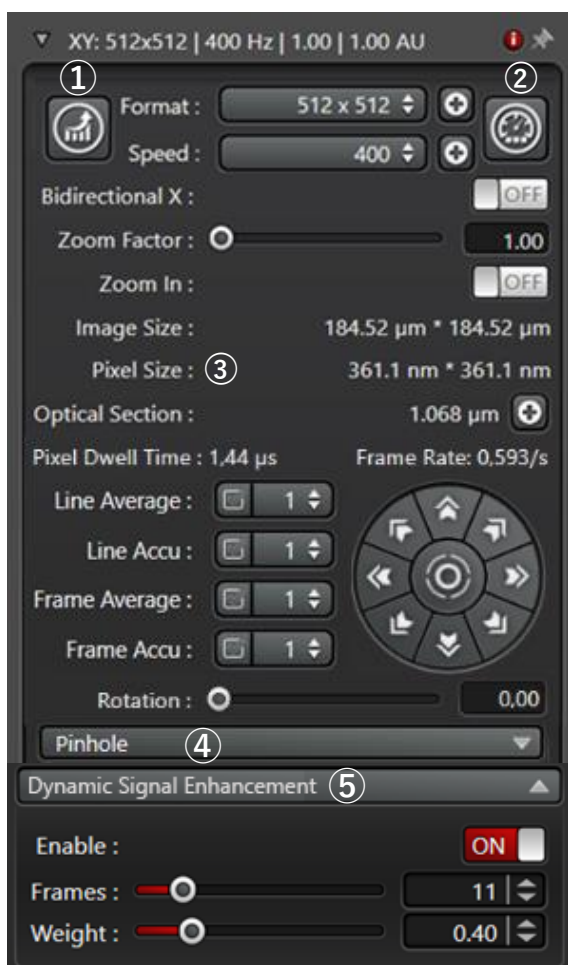 XY: 512x512 | 400 Hz | 1.00 | 1.00 AU
① ②
Format : 512 x 512
Speed : 400
Bidirectional X : OFF
Zoom Factor : 1.00
Zoom In : OFF
Image Size : 184.52 µm * 184.52 µm
Pixel Size : ③ 361.1 nm * 361.1 nm
Optical Section : 1.068 µm
Pixel Dwell Time : 1,44 µs Frame Rate: 0,593/s
Line Average : 1
Line Accu : 1
Frame Average : 1
Frame Accu : 1
Rotation : 0,00
Pinhole ④
Dynamic Signal Enhancement ⑤
Enable : ON
Frames : 11
Weight : 0.40